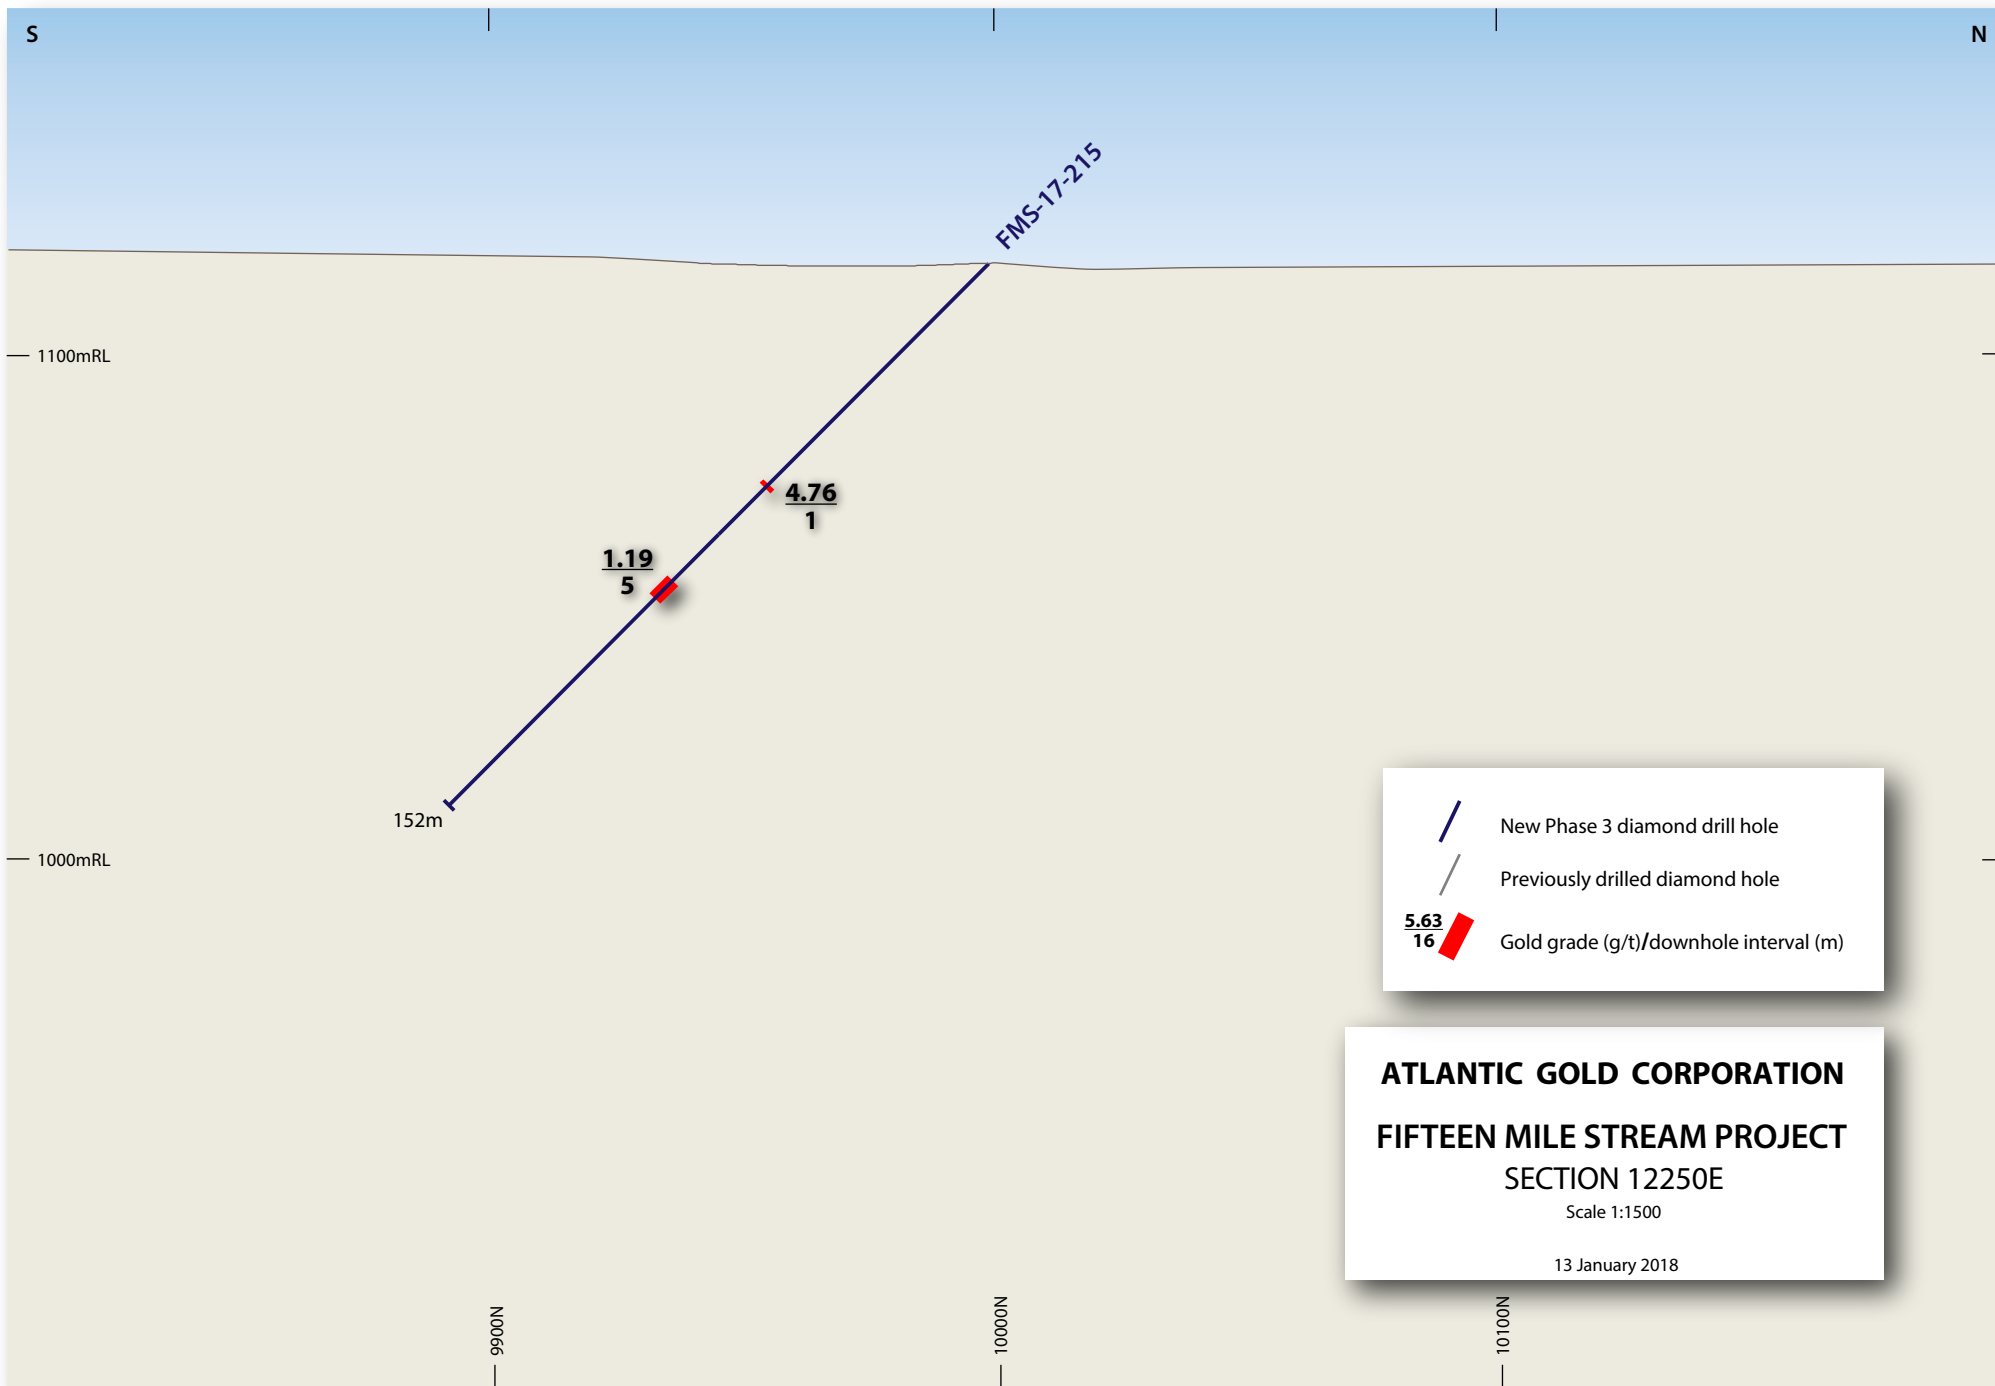 S
N
FMS-17-215
1100mRL
4.76
1
1.19
5
152m
1000mRL
New Phase 3 diamond drill hole
Previously drilled diamond hole
5.63
16
Gold grade (g/t)/downhole interval (m)
ATLANTIC GOLD CORPORATION
FIFTEEN MILE STREAM PROJECT
SECTION 12250E
Scale 1:1500
13 January 2018
9900N
10000N
10100N